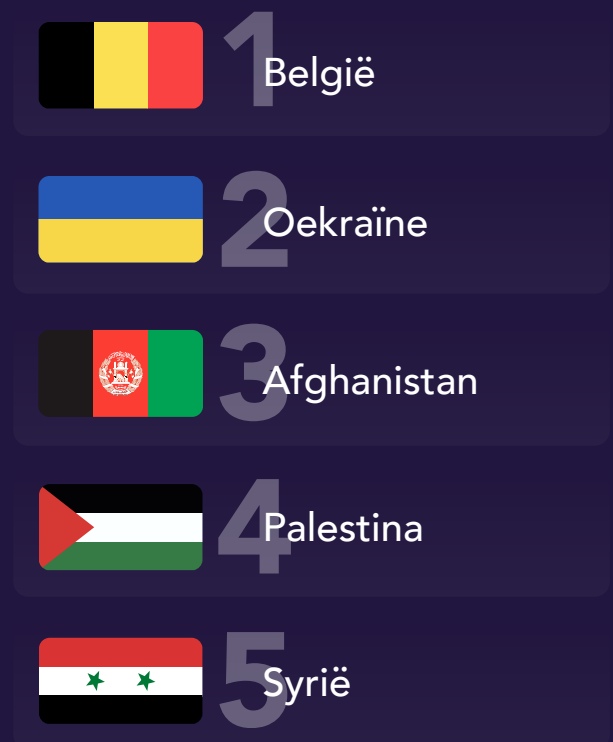 1 België
2 Oekraïne
3 Afghanistan
4 Palestina
5 Syrië